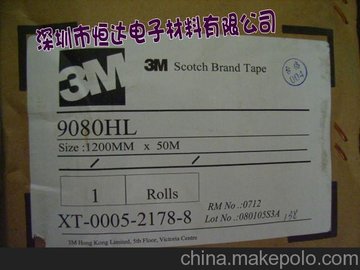 深圳市恒达电子材料有限公司
3M 3M Scotch Brand Tape
9080HL
Size :1200MM x 50M
1 Rolls
RM No :0712
XT-0005-2178-8
Lot No :080105S3A
3M Hong Kong Limited, 5th Floor, Victoria Centre
china.makepolo.com